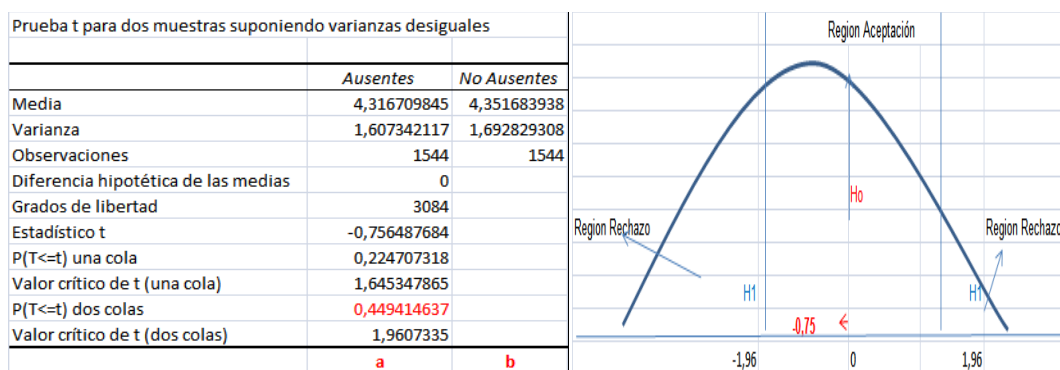 Prueba t para dos muestras suponiendo varianzas desiguales
Ausentes No Ausentes
Media 4,316709845 4,351683938
Varianza 1,607342117 1,692829308
Observaciones 1544 1544
Diferencia hipotética de las medias 0
Grados de libertad 3084
Estadístico t -0,756487684
P(T<=t) una cola 0,224707318
Valor crítico de t (una cola) 1,645347865
P(T<=t) dos colas 0,449414637
Valor crítico de t (dos colas) 1,9607335
a b
Region Aceptación
Ho
Region Rechazo Region Rechazo
H1 H1
-0,75
-1,96 0 1,96